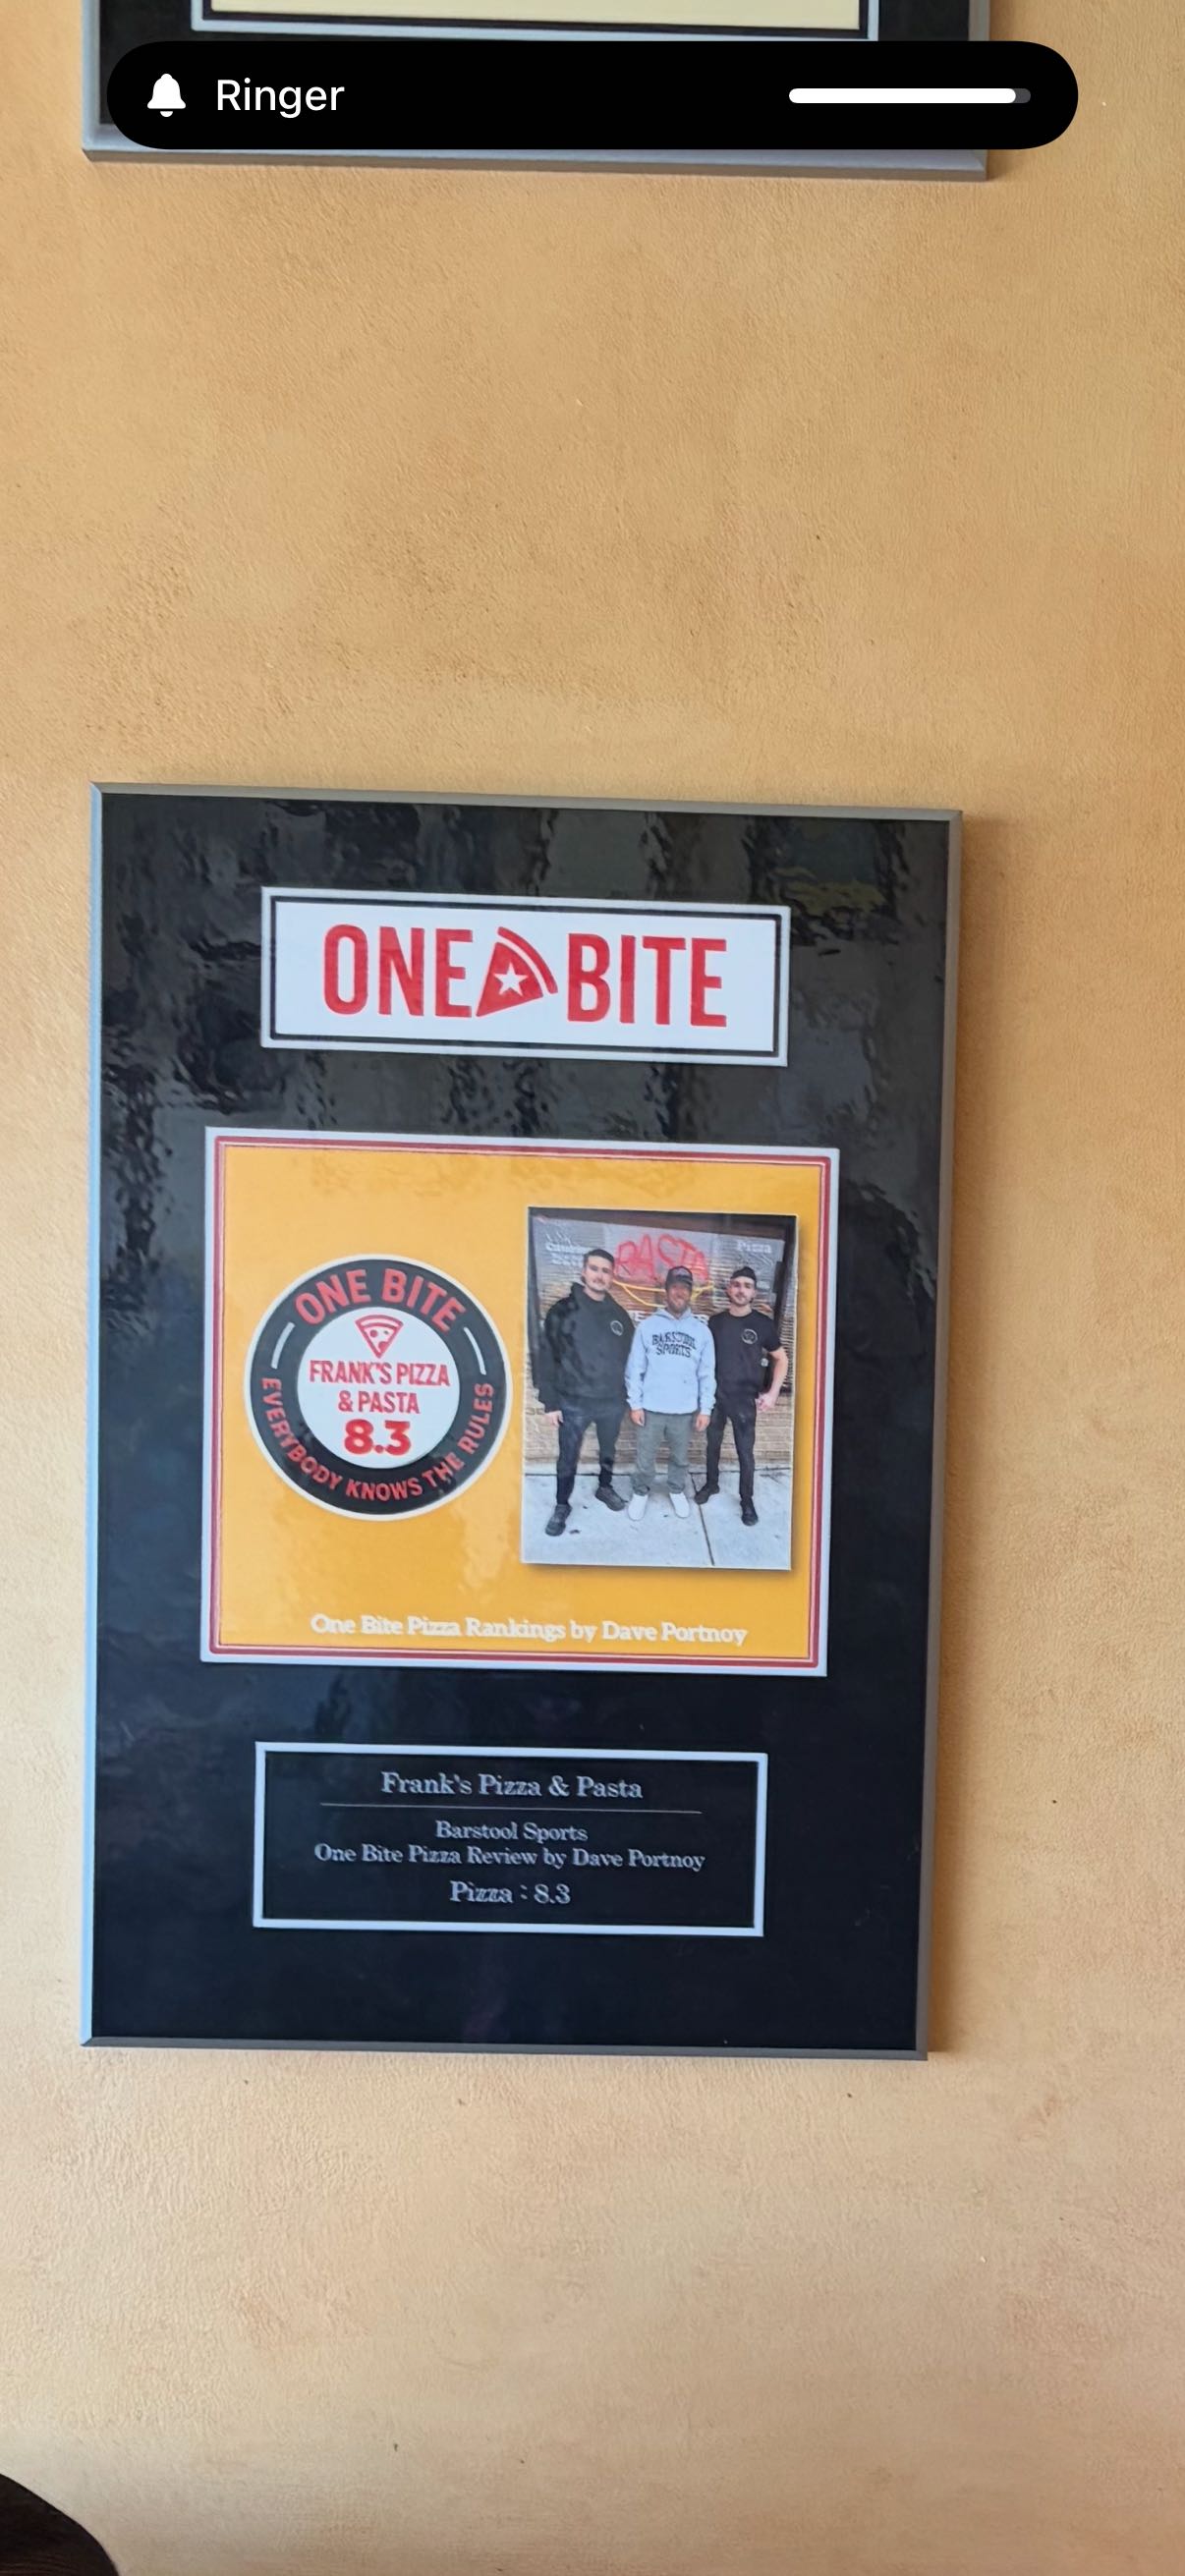 Ringer
ONE BITE
ONE BITE
FRANK'S PIZZA
& PASTA
8.3
EVERYBODY KNOWS THE RULES
PASTA
Pizza
BARSTOOL
SPORTS
One Bite Pizza Rankings by Dave Portnoy
Frank's Pizza & Pasta
Barstool Sports
One Bite Pizza Review by Dave Portnoy
Pizza : 8.3